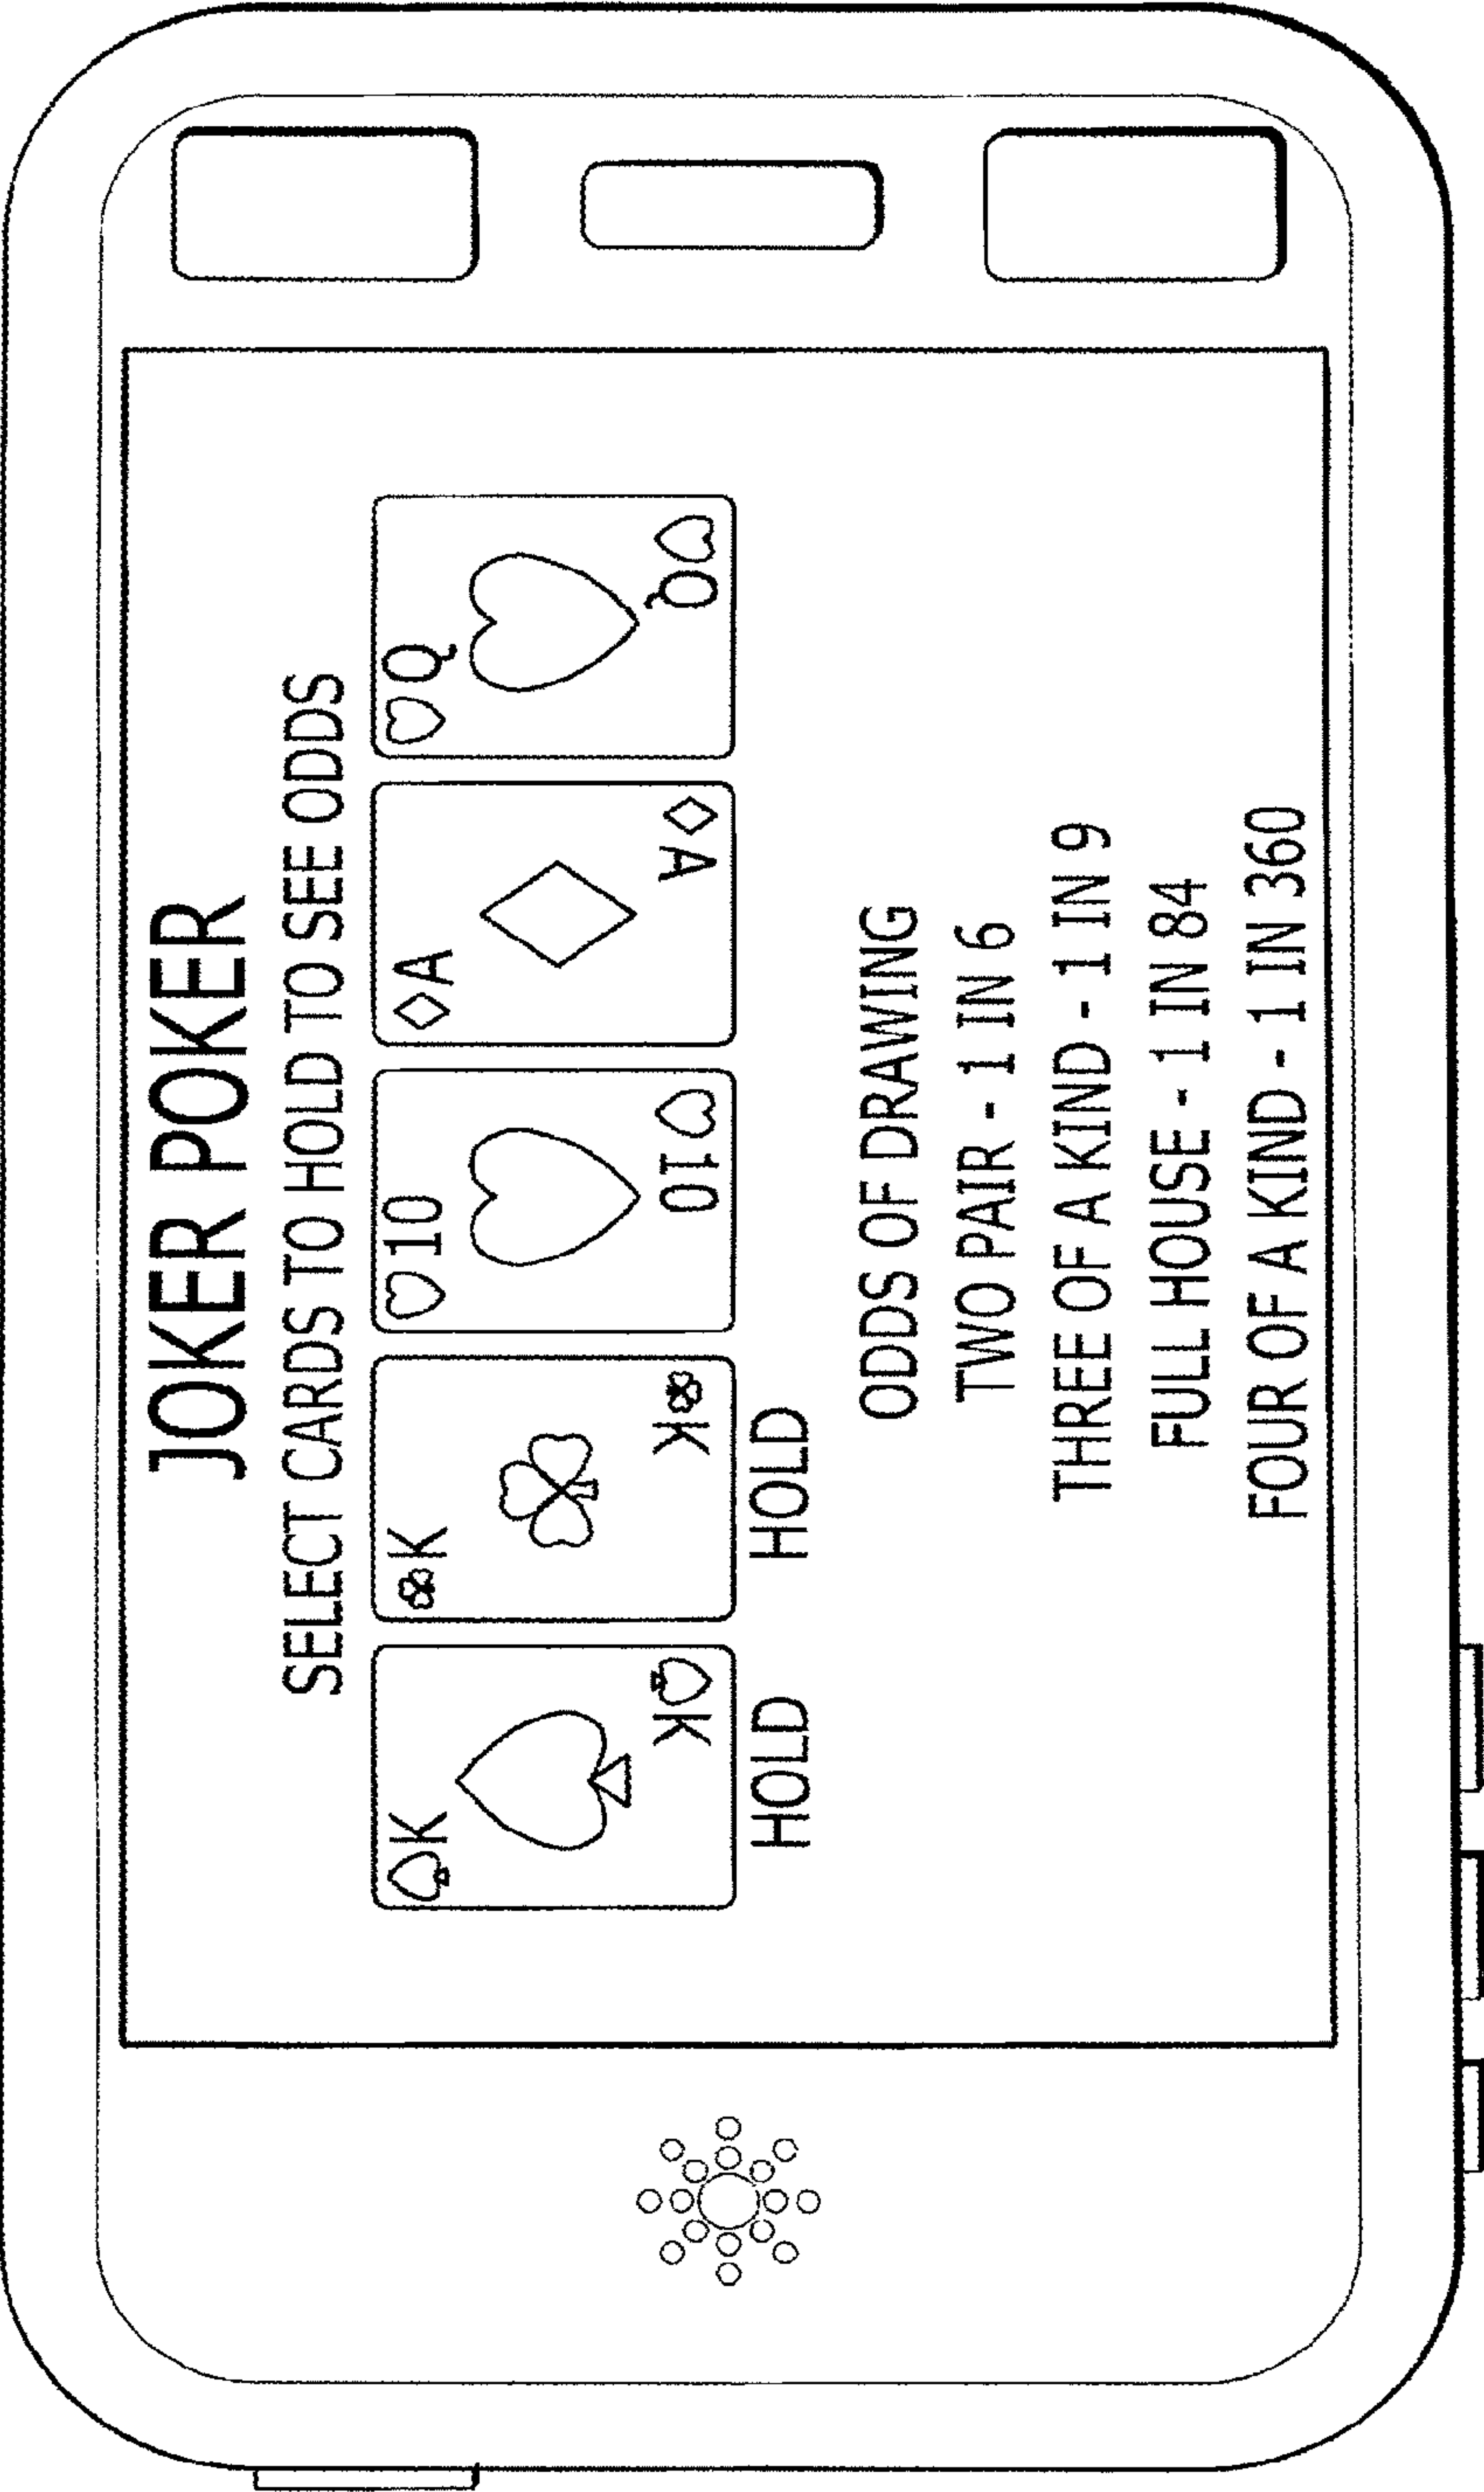 JOKER POKER
SELECT CARDS TO HOLD TO SEE ODDS
K K 10 A Q
K K 10 A Q
HOLD HOLD
ODDS OF DRAWING
TWO PAIR - 1 IN 6
THREE OF A KIND - 1 IN 9
FULL HOUSE - 1 IN 84
FOUR OF A KIND - 1 IN 360